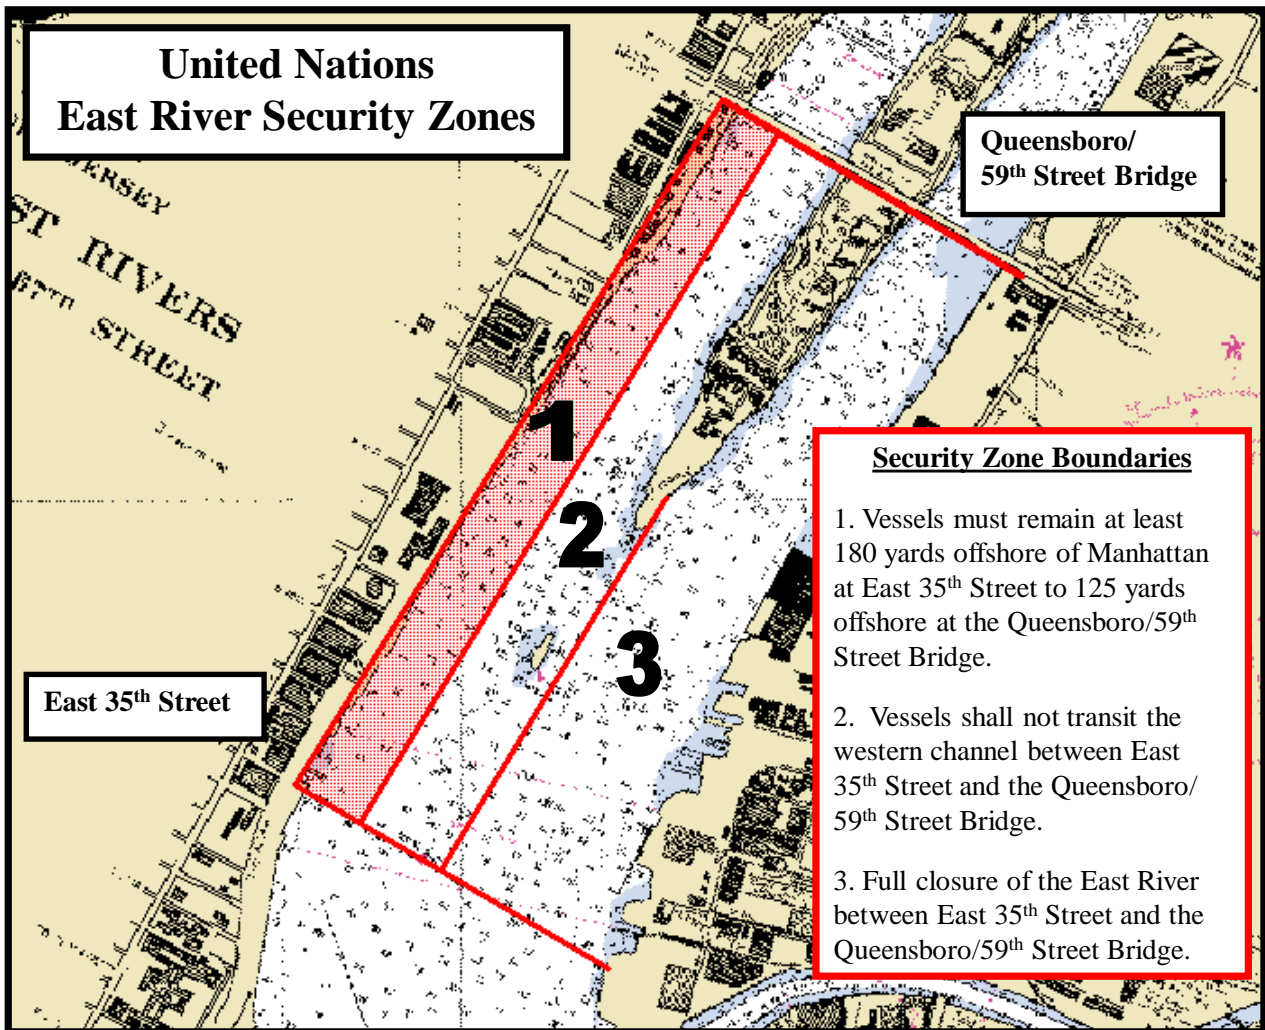 United Nations
East River Security Zones
Queensboro/
59th Street Bridge
ERSEY
ST RIVERS
STREET
1
2
3
East 35th Street
Security Zone Boundaries
1. Vessels must remain at least
180 yards offshore of Manhattan
at East 35th Street to 125 yards
offshore at the Queensboro/59th
Street Bridge.
2. Vessels shall not transit the
western channel between East
35th Street and the Queensboro/
59th Street Bridge.
3. Full closure of the East River
between East 35th Street and the
Queensboro/59th Street Bridge.